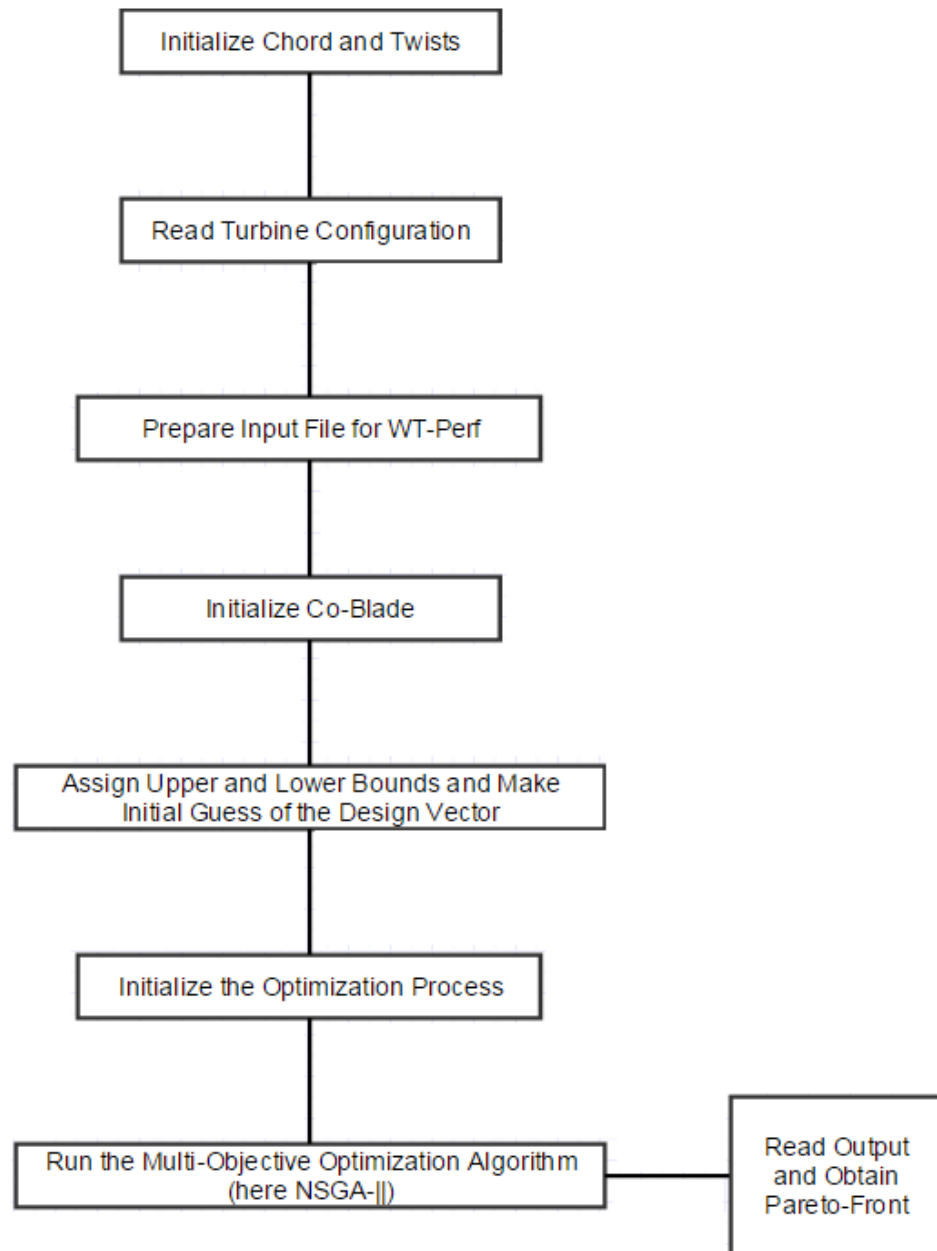 Initialize Chord and Twists
Read Turbine Configuration
Prepare Input File for WT-Perf
Initialize Co-Blade
Assign Upper and Lower Bounds and Make
Initial Guess of the Design Vector
Initialize the Optimization Process
Run the Multi-Objective Optimization Algorithm
(here NSGA-||)
Read Output
and Obtain
Pareto-Front